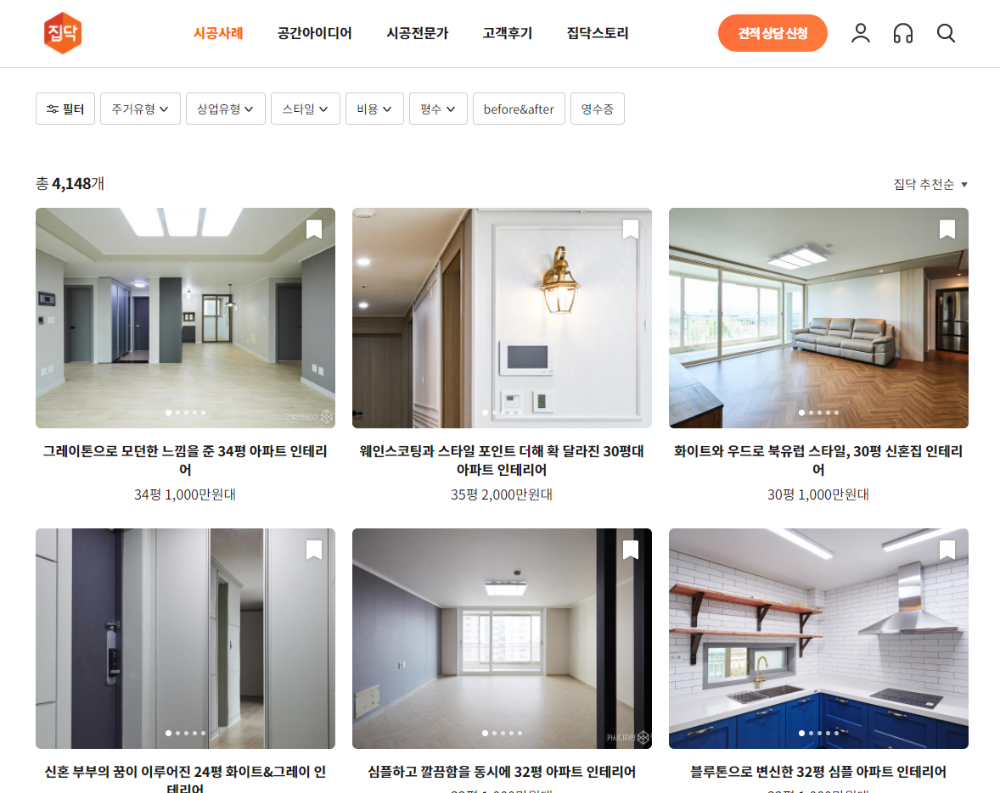 집닥
시공사례 공간아이디어 시공전문가 고객후기 집닥스토리 견적 상담 신청
필터 주거유형 상업유형 스타일 비용 평수 before&after 영수증
총 4,148개
집닥 추천순
그레이톤으로 모던한 느낌을 준 34평 아파트 인테리
어
34평 1,000만원대
웨인스코팅과 스타일 포인트 더해 확 달라진 30평대
아파트 인테리어
35평 2,000만원대
화이트와 우드로 북유럽 스타일, 30평 신혼집 인테리
어
30평 1,000만원대
카시디자인
신혼 부부의 꿈이 이루어진 24평 화이트&그레이 인
테리어
심플하고 깔끔함을 동시에 32평 아파트 인테리어
블루톤으로 변신한 32평 심플 아파트 인테리어